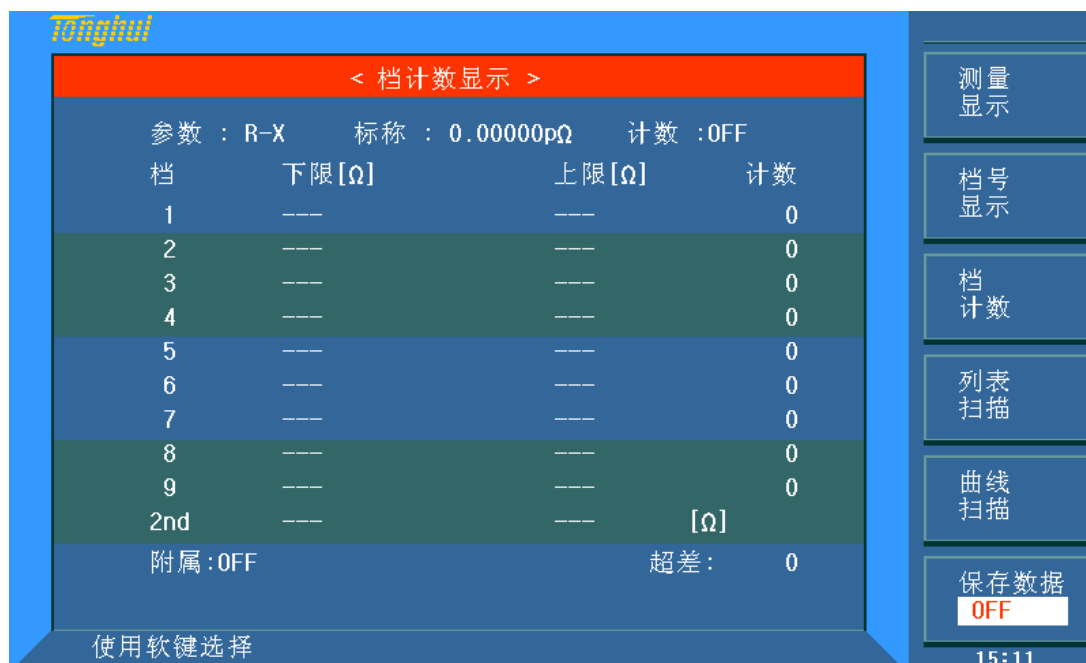 Tonghui
< 档计数显示 >
参数 : R-X 标称 : 0.00000pΩ 计数 :OFF
档 下限[Ω] 上限[Ω] 计数
1 --- --- 0
2 --- --- 0
3 --- --- 0
4 --- --- 0
5 --- --- 0
6 --- --- 0
7 --- --- 0
8 --- --- 0
9 --- --- 0
2nd --- --- [Ω]
附属:OFF 超差: 0
使用软键选择
测量
显示
档号
显示
档
计数
列表
扫描
曲线
扫描
保存数据
OFF
15:11